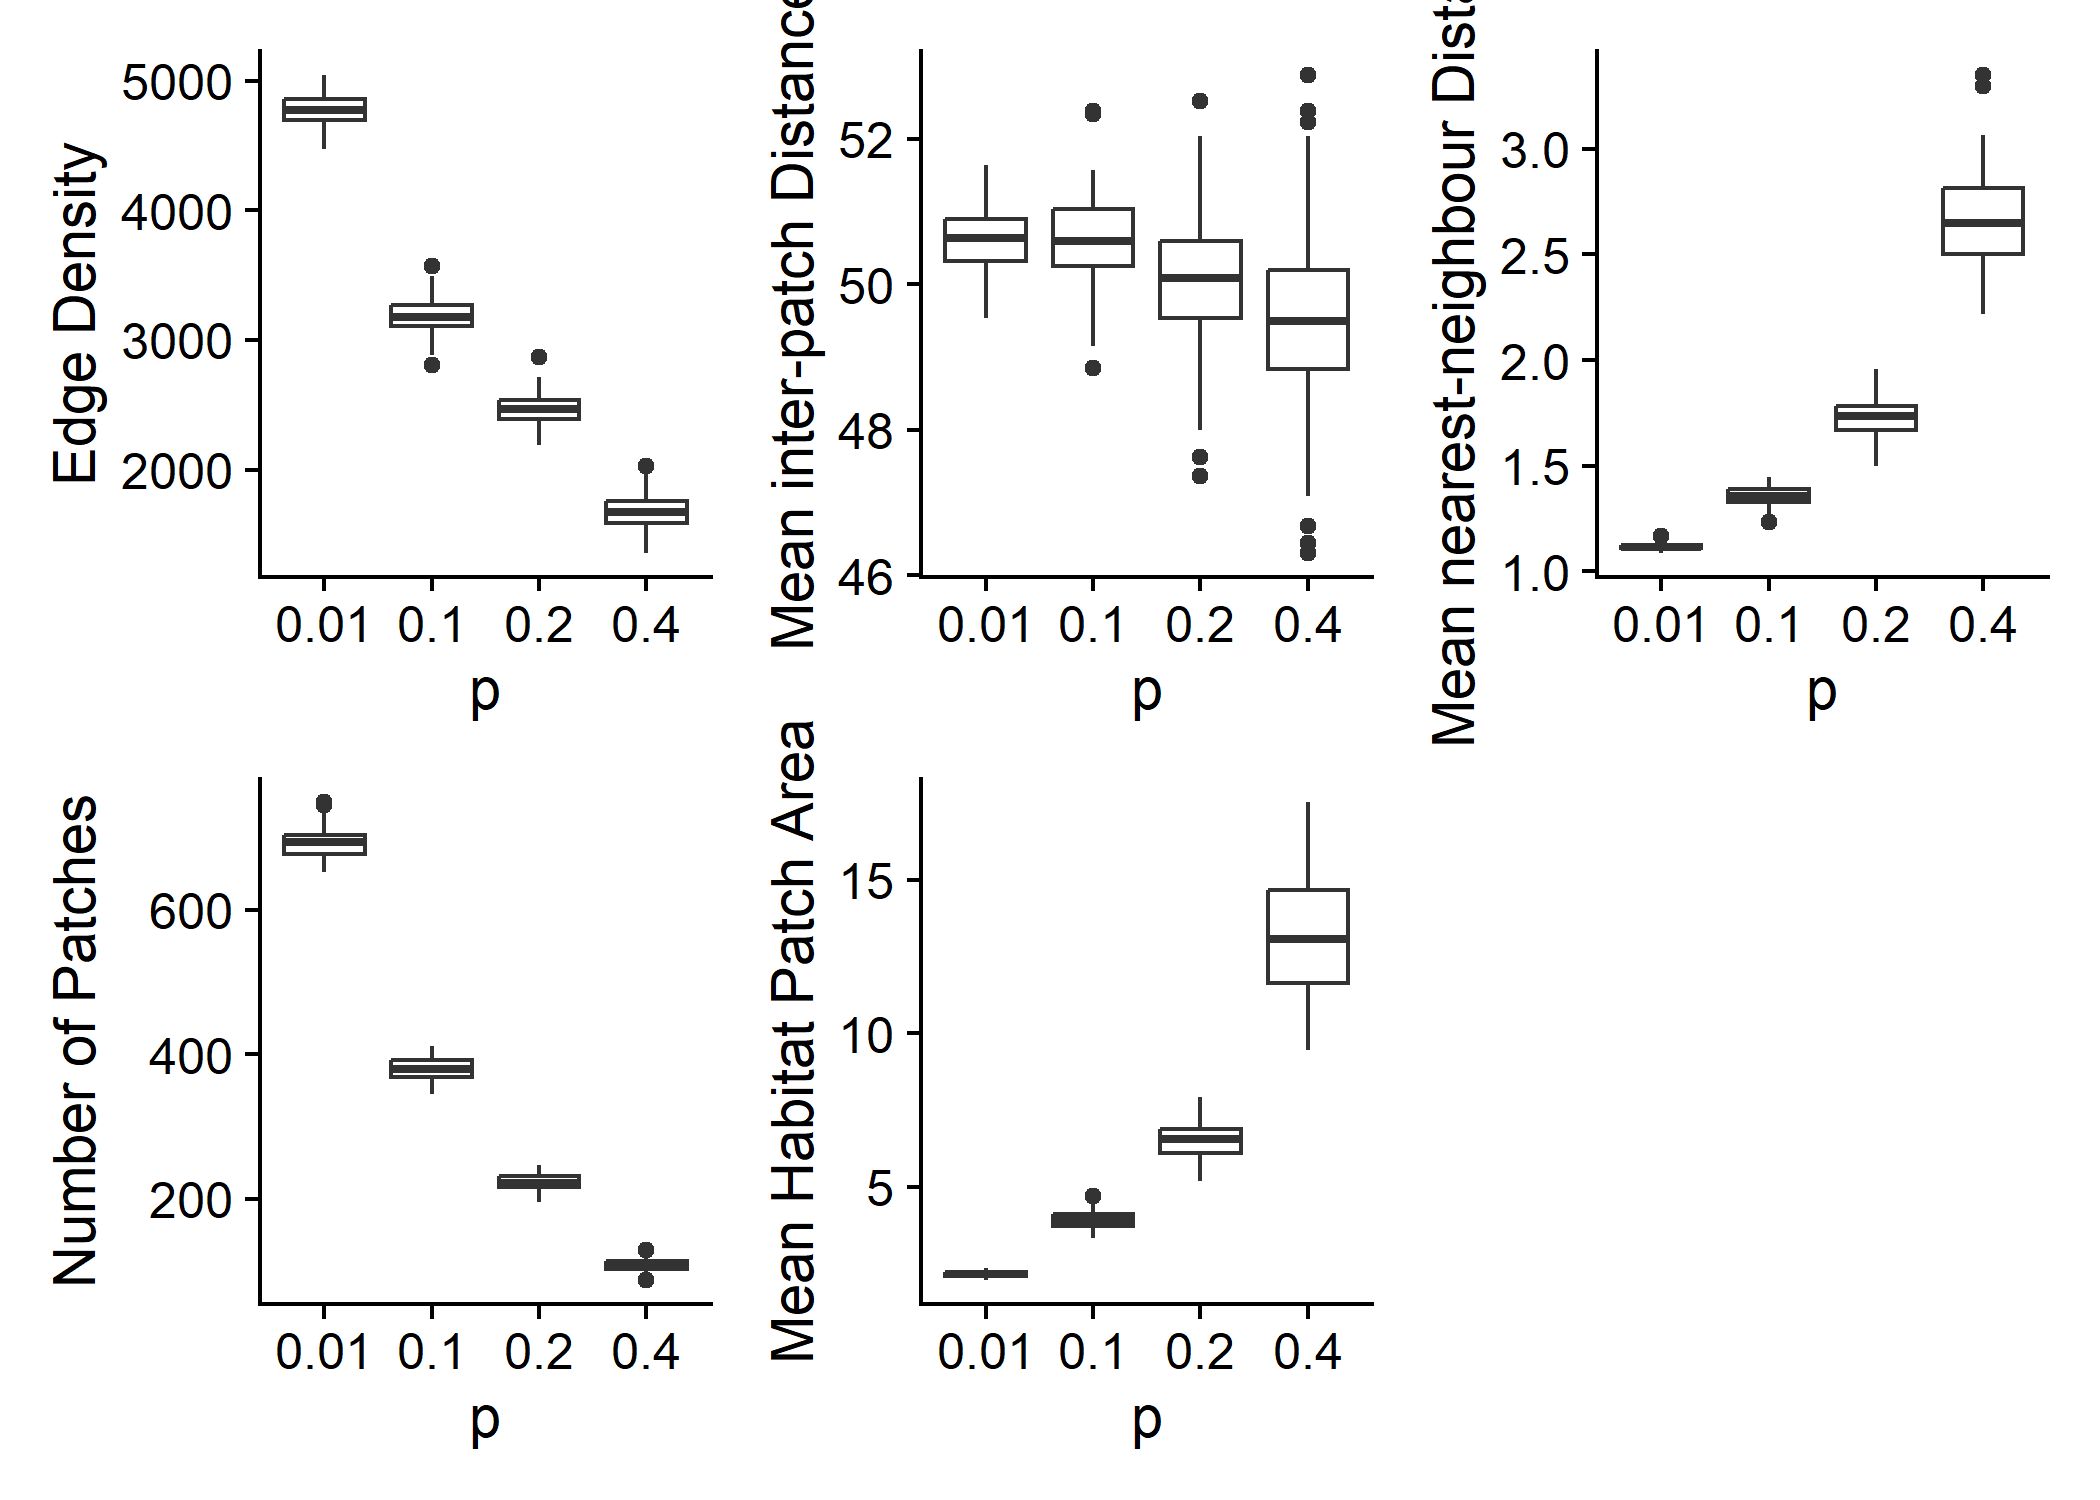 Edge Density
5000
4000
3000
2000
0.01 0.1 0.2 0.4
p
Mean inter-patch Distance
52
50
48
46
0.01 0.1 0.2 0.4
p
Mean nearest-neighbour
3.0
2.5
2.0
1.5
1.0
0.01 0.1 0.2 0.4
p
Number of Patches
600
400
200
0.01 0.1 0.2 0.4
p
Mean Habitat Patch Area
15
10
5
0.01 0.1 0.2 0.4
p